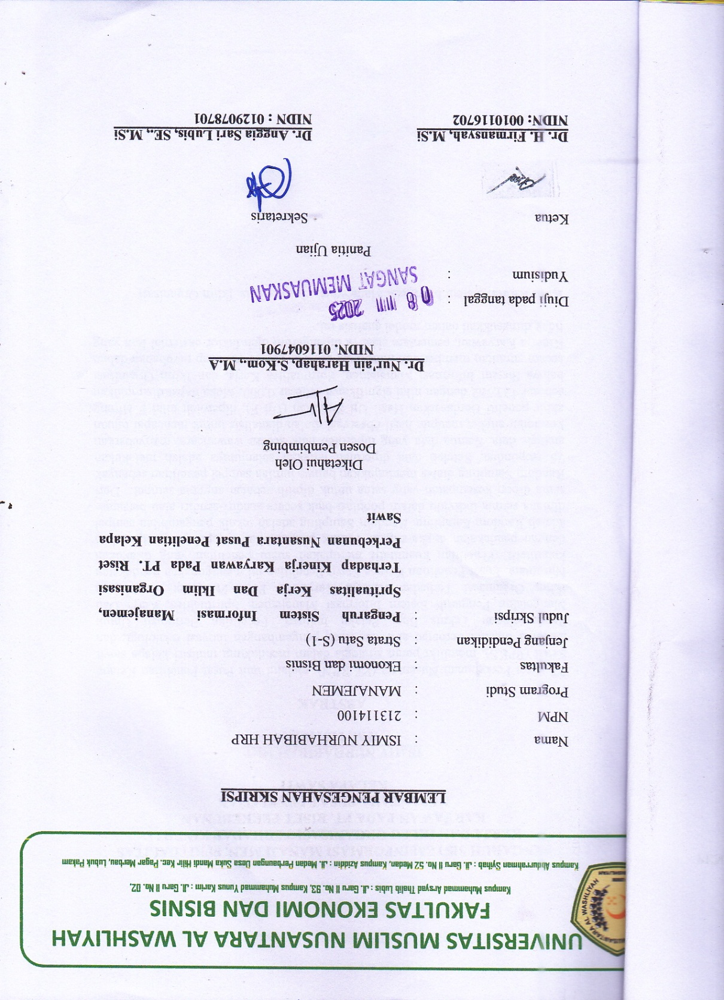 UNIVERSITAS MUSLIM NUSANTARA AL WASHLIYAH
FAKULTAS EKONOMI DAN BISNIS
Kampus Muhammad Arsyad Thalib Lubis : Jl. Garu II No. 93, Kampus Muhammad Yunus Karim : Jl. Garu II No. 02,
Kampus Abdurrahman Syihab : Jl. Garu II No. 52 Medan, Kampus Aziddin : Jl. Medan Perbaungan Desa Suka Mandi Hilir Kec. Pagar Merbau, Lubuk Pakam
LEMBAR PENGESAHAN SKRIPSI
Nama : ISMIY NURHABIBAH HRP
NPM : 213114100
Program Studi : MANAJEMEN
Fakultas : Ekonomi dan Bisnis
Jenjang Pendidikan : Strata Satu (S-1)
Judul Skripsi : Pengaruh Sistem Informasi Manajemen,
Spritualitas Kerja Dan Iklim Organisasi
Terhadap Kinerja Karyawan Pada PT. Riset
Perkebunan Nusantara Pusat Penelitian Kelapa
Sawit
Diketahui Oleh
Dosen Pembimbing
Dr. Nur'ain Harahap, S.Kom., M.A
NIDN. 0116047901
Diuji pada tanggal : 08 2025
Yudisium : SANGAT MEMUASKAN
Panitia Ujian
Ketua Sekretaris
Dr. H. Firmansyah, M.Si Dr. Anggia Sari Lubis, SE., M.Si
NIDN: 0010116702 NIDN : 0129078701